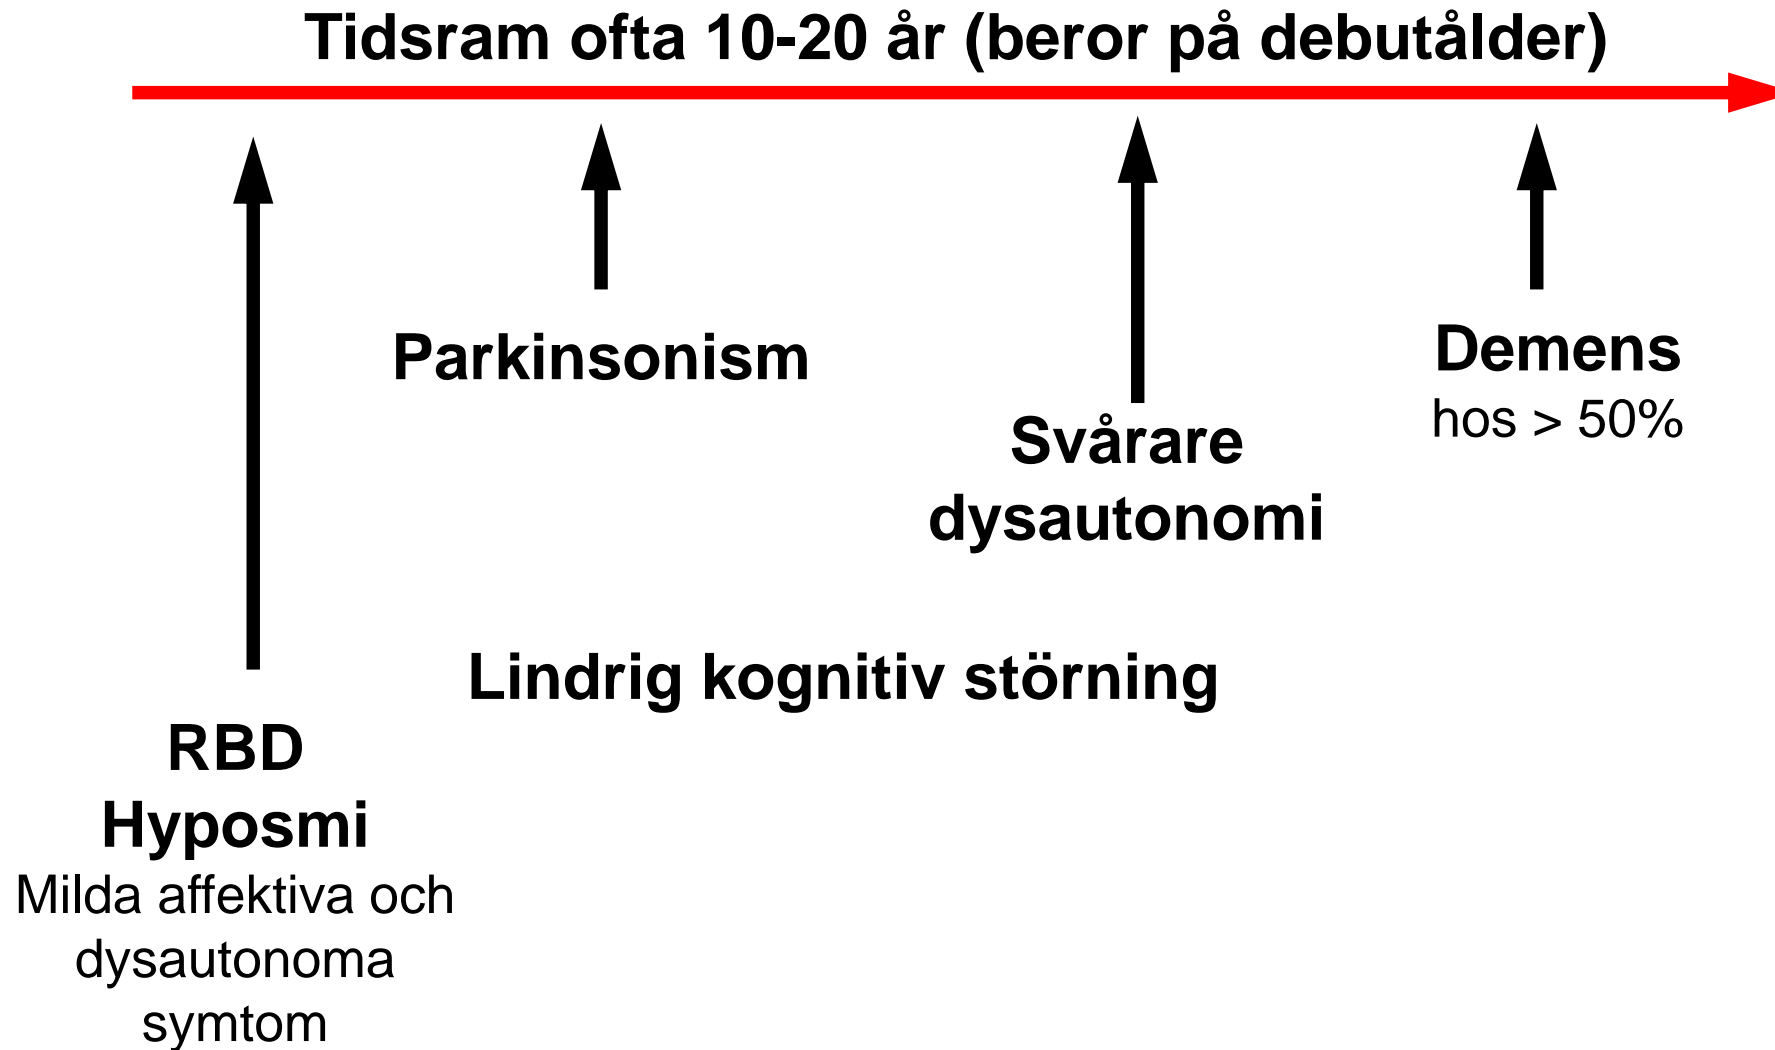 Tidsram ofta 10-20 år (beror på debutålder)
Parkinsonism
Demens
hos > 50%
Svårare
dysautonomi
Lindrig kognitiv störning
RBD
Hyposmi
Milda affektiva och
dysautonoma
symtom